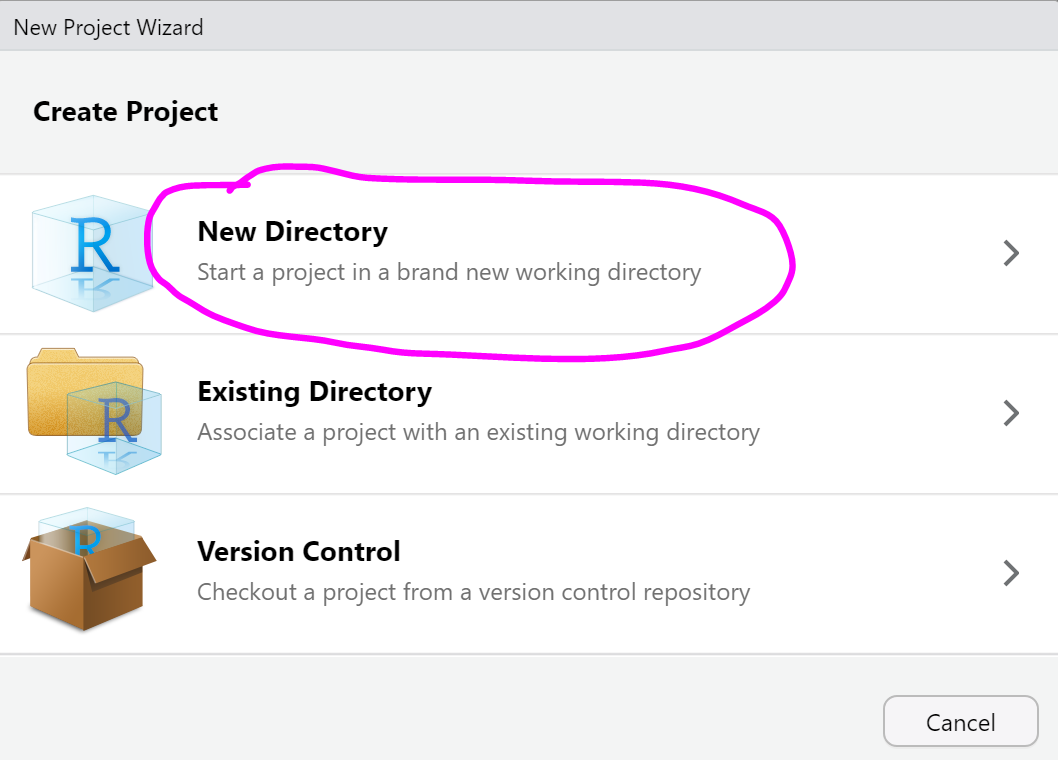 New Project Wizard
Create Project
R
New Directory
Start a project in a brand new working directory
R
Existing Directory
Associate a project with an existing working directory
R
Version Control
Checkout a project from a version control repository
Cancel